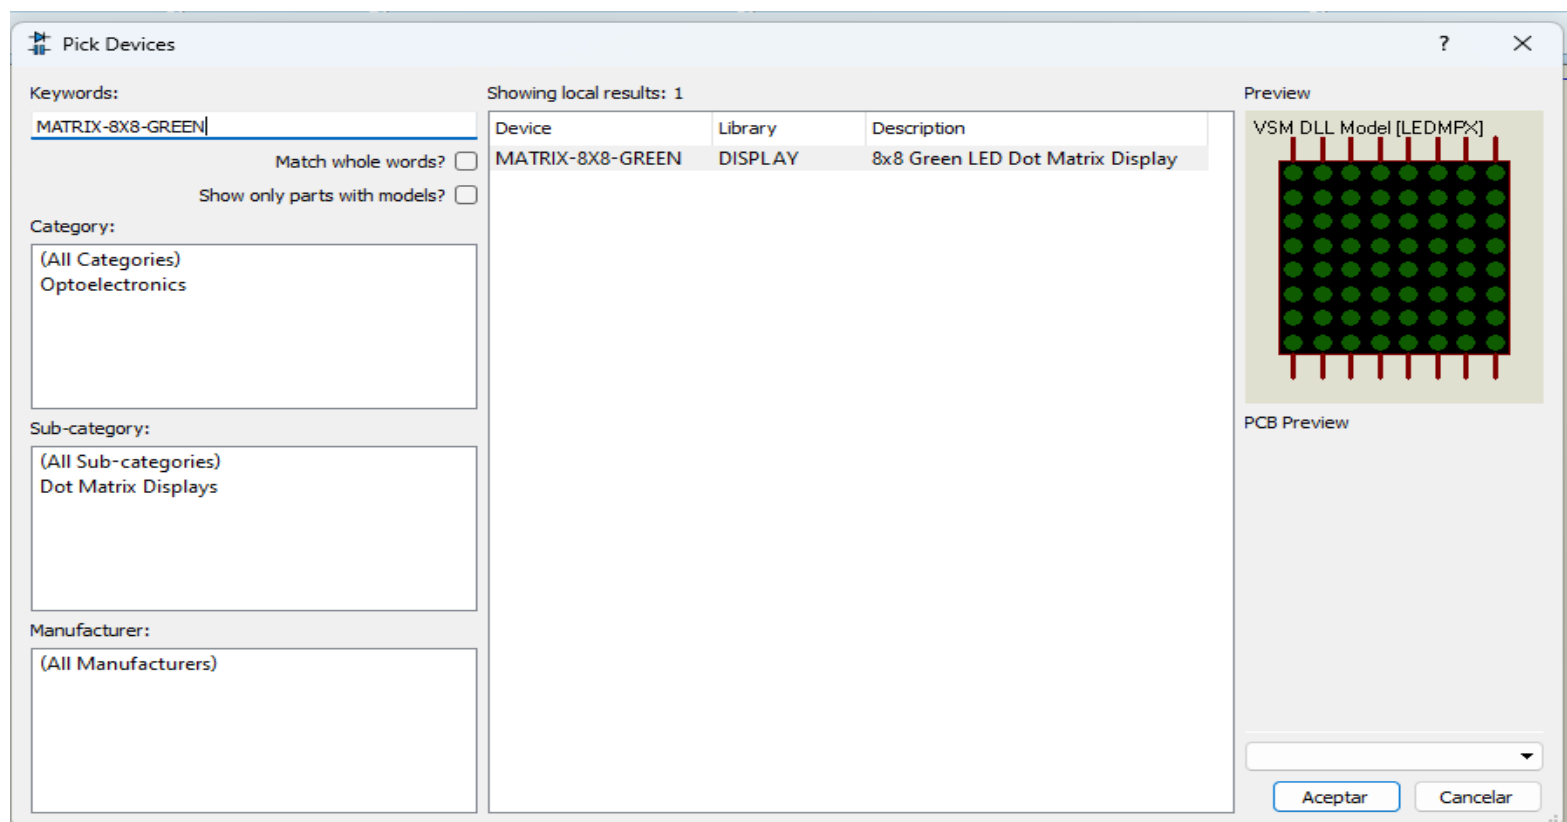 Pick Devices
?
Keywords:
MATRIX-8X8-GREEN
Match whole words?
Show only parts with models?
Category:
(All Categories)
Optoelectronics
Sub-category:
(All Sub-categories)
Dot Matrix Displays
Manufacturer:
(All Manufacturers)
Showing local results: 1
Device Library Description
MATRIX-8X8-GREEN DISPLAY 8x8 Green LED Dot Matrix Display
Preview
VSM DLL Model [LEDMPX]
PCB Preview
Aceptar Cancelar